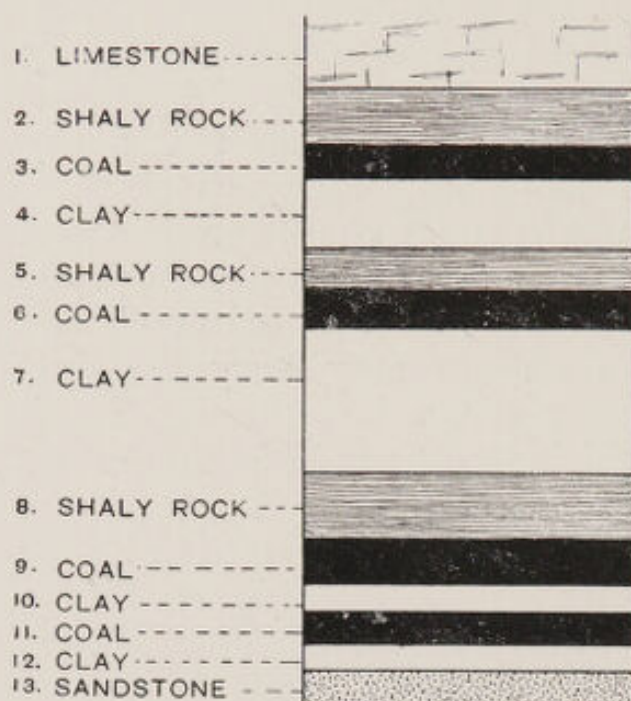 1. LIMESTONE
2. SHALY ROCK
3. COAL
4. CLAY
5. SHALY ROCK
6. COAL
7. CLAY
8. SHALY ROCK
9. COAL
10. CLAY
11. COAL
12. CLAY
13. SANDSTONE